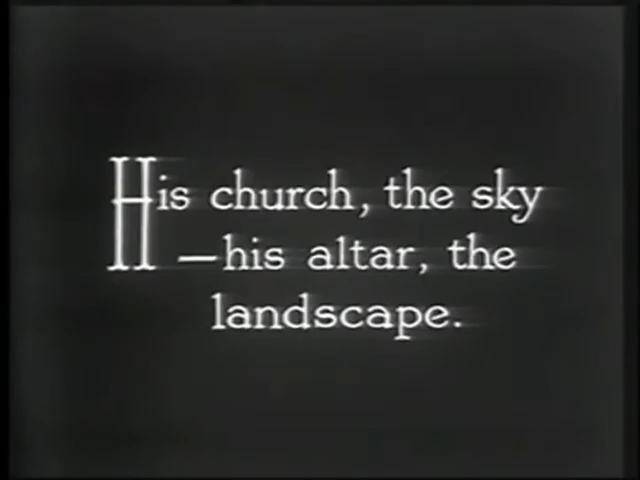 His church, the sky
—his altar, the
landscape.